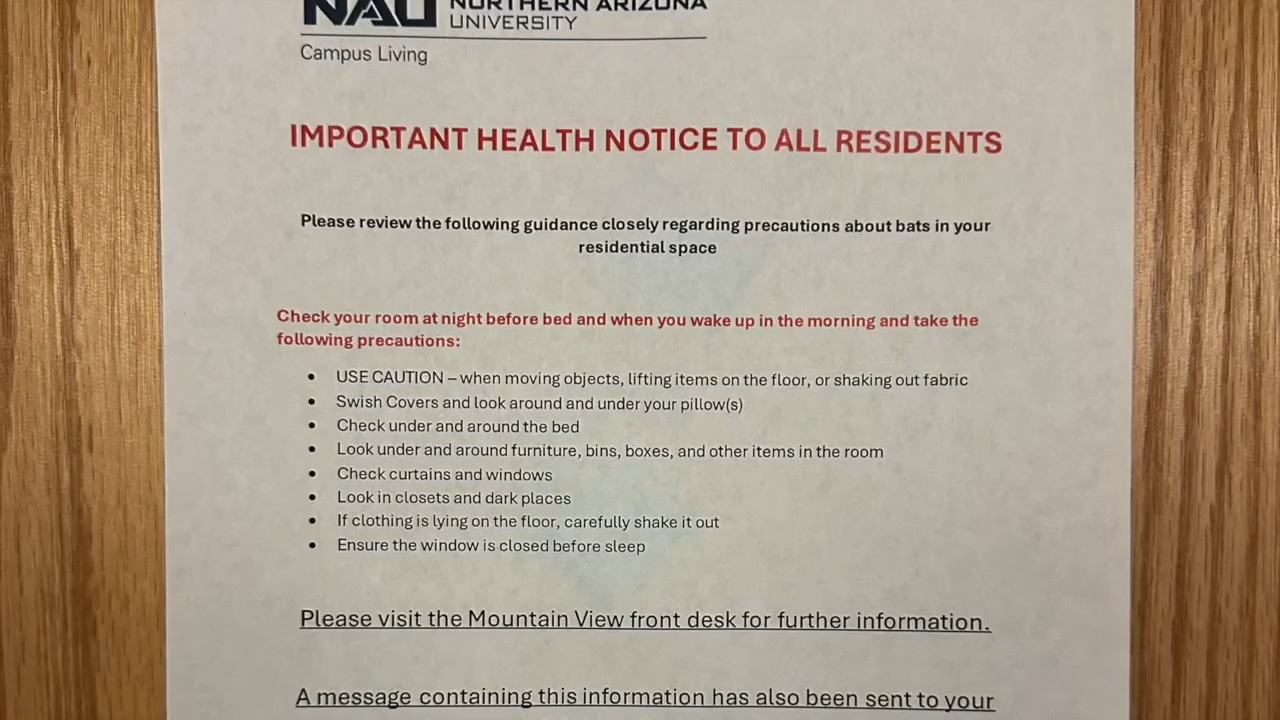 NAU NORTHERN ARIZONA
UNIVERSITY
Campus Living
IMPORTANT HEALTH NOTICE TO ALL RESIDENTS
Please review the following guidance closely regarding precautions about bats in your
residential space
Check your room at night before bed and when you wake up in the morning and take the
following precautions:
• USE CAUTION – when moving objects, lifting items on the floor, or shaking out fabric
• Swish Covers and look around and under your pillow(s)
• Check under and around the bed
• Look under and around furniture, bins, boxes, and other items in the room
• Check curtains and windows
• Look in closets and dark places
• If clothing is lying on the floor, carefully shake it out
• Ensure the window is closed before sleep
Please visit the Mountain View front desk for further information.
A message containing this information has also been sent to your